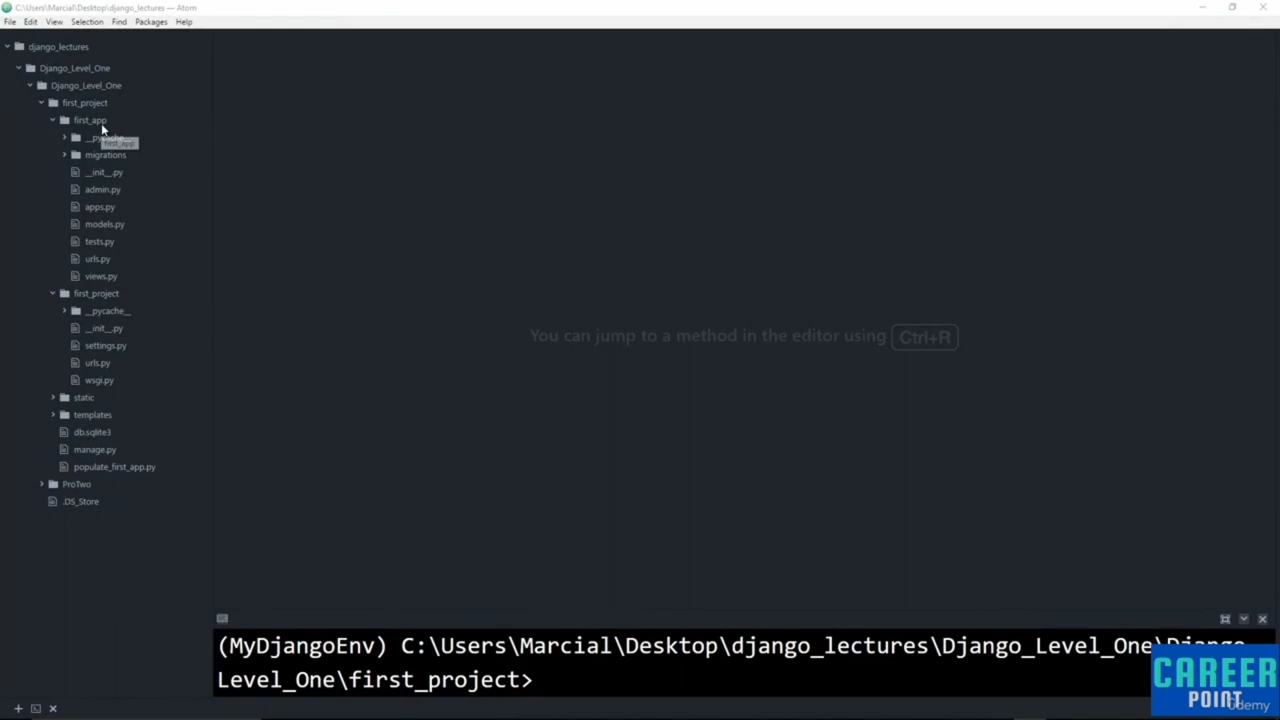 C:\Users\Marcial\Desktop\django_lectures — Atom
File Edit View Selection Find Packages Help
django_lectures
Django_Level_One
Django_Level_One
first_project
first_app
__pycache__
first_app
migrations
__init__.py
admin.py
apps.py
models.py
tests.py
urls.py
views.py
first_project
__pycache__
__init__.py
settings.py
urls.py
wsgi.py
static
templates
db.sqlite3
manage.py
populate_first_app.py
ProTwo
.DS_Store
You can jump to a method in the editor using Ctrl+R
(MyDjangoEnv) C:\Users\Marcial\Desktop\django_lectures\Django_Level_One\Django_
Level_One\first_project>
CAREER
POINT
Udemy